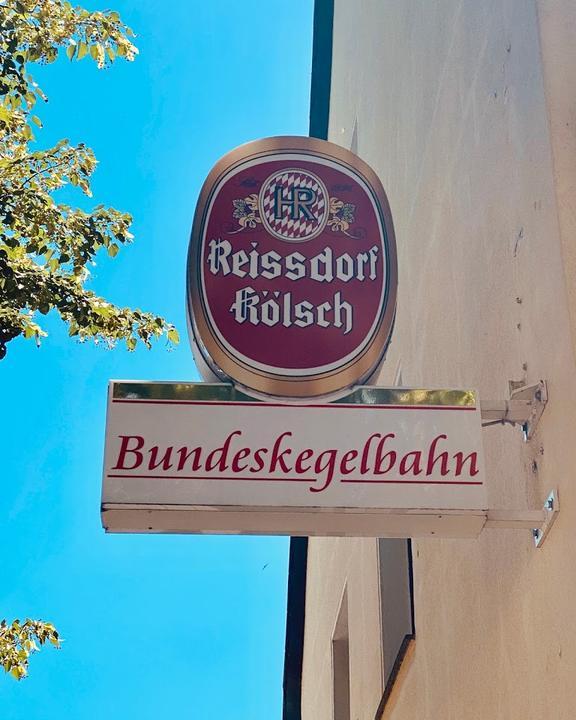 HR
Reissdorf
Kölsch
Bundeskegelbahn